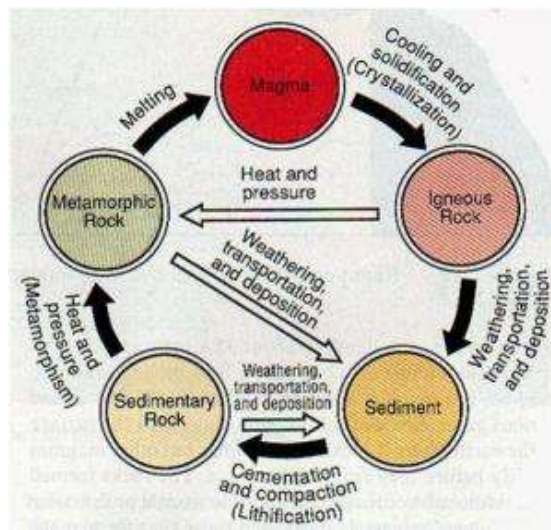 Magma
Cooling and
solidification
(Crystallization)
Melting
Metamorphic
Rock
Heat and
pressure
Igneous
Rock
Weathering,
transportation,
and deposition
Weathering,
transportation,
and deposition
Heat and
pressure
(Metamorphism)
Sedimentary
Rock
Weathering,
transportation,
and deposition
Sediment
Cementation
and compaction
(Lithification)